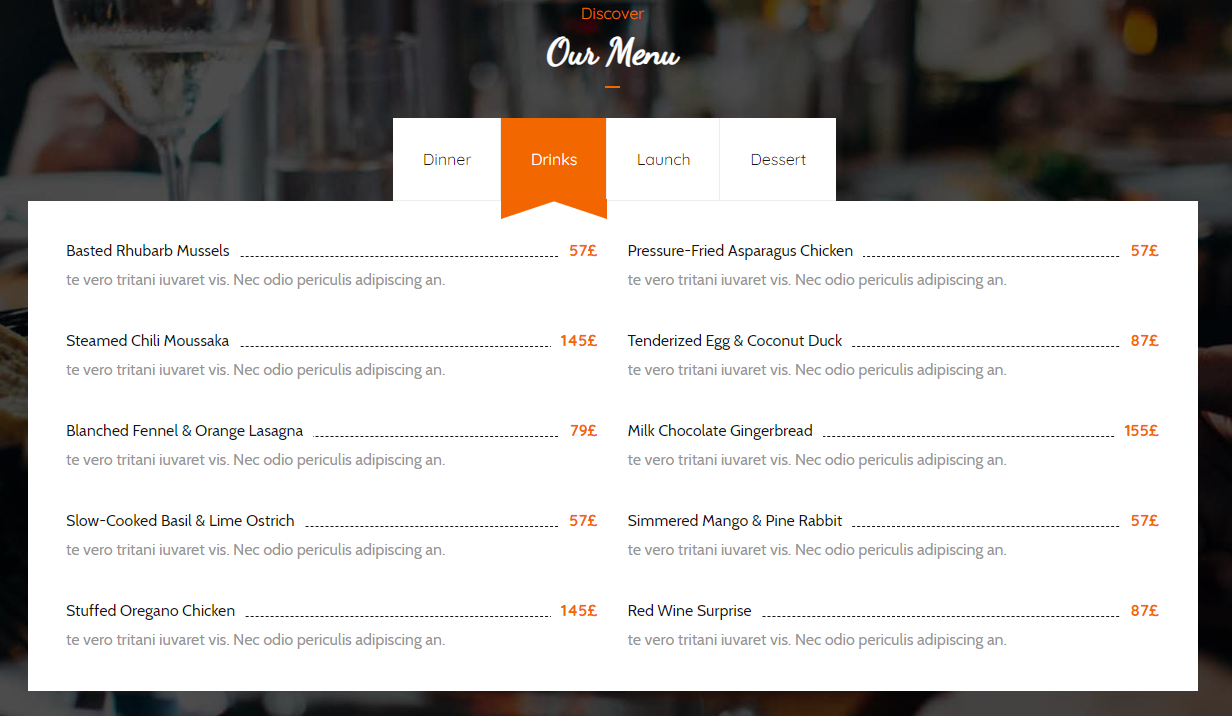 Discover
Our Menu
Dinner
Drinks
Launch
Dessert
Basted Rhubarb Mussels 57£
te vero tritani iuvaret vis. Nec odio periculis adipiscing an.
Steamed Chili Moussaka 145£
te vero tritani iuvaret vis. Nec odio periculis adipiscing an.
Blanched Fennel & Orange Lasagna 79£
te vero tritani iuvaret vis. Nec odio periculis adipiscing an.
Slow-Cooked Basil & Lime Ostrich 57£
te vero tritani iuvaret vis. Nec odio periculis adipiscing an.
Stuffed Oregano Chicken 145£
te vero tritani iuvaret vis. Nec odio periculis adipiscing an.
Pressure-Fried Asparagus Chicken 57£
te vero tritani iuvaret vis. Nec odio periculis adipiscing an.
Tenderized Egg & Coconut Duck 87£
te vero tritani iuvaret vis. Nec odio periculis adipiscing an.
Milk Chocolate Gingerbread 155£
te vero tritani iuvaret vis. Nec odio periculis adipiscing an.
Simmered Mango & Pine Rabbit 57£
te vero tritani iuvaret vis. Nec odio periculis adipiscing an.
Red Wine Surprise 87£
te vero tritani iuvaret vis. Nec odio periculis adipiscing an.